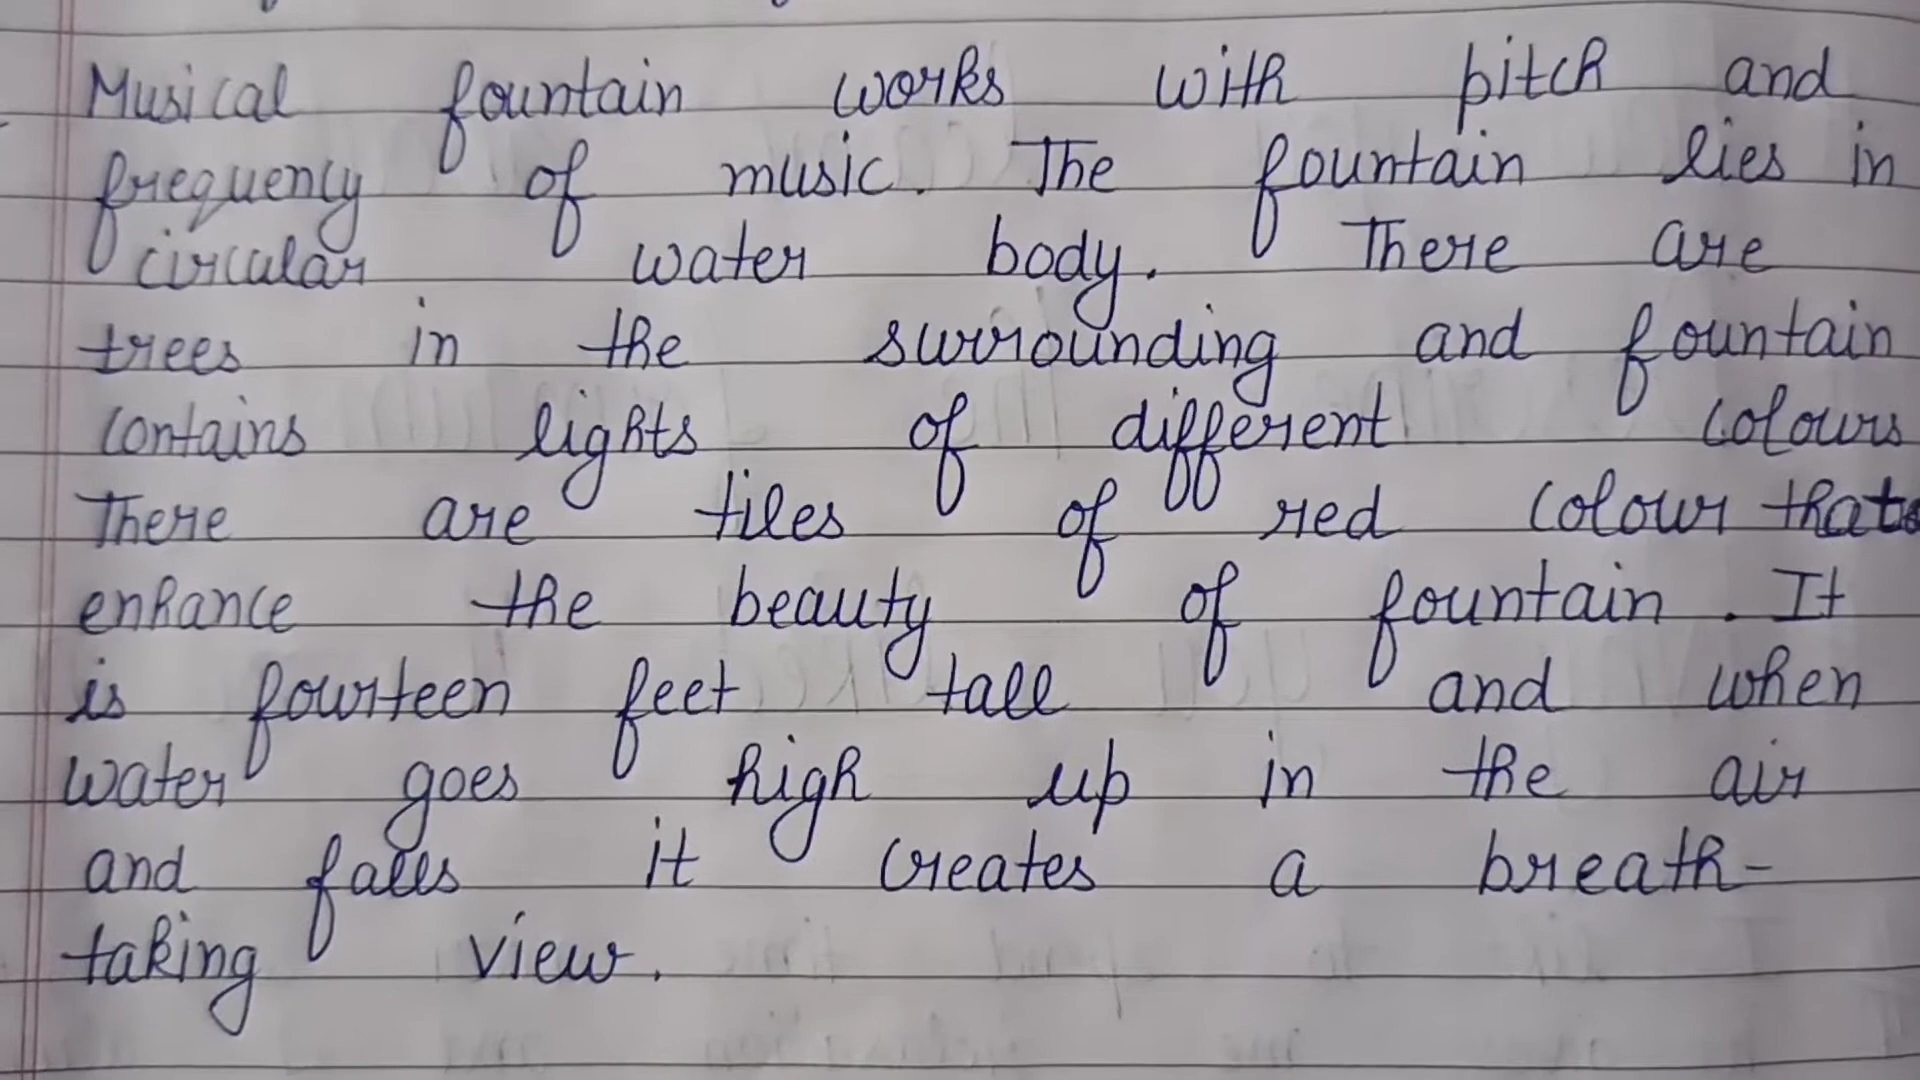 Musical fountain works with pitch and
frequency of music. The fountain lies in
circular water body. There are
trees in the surrounding and fountain
contains lights of different colours
There are tiles of red colour that
enhance the beauty of fountain. It
is fourteen feet tall and when
water goes high up in the air
and falls it creates a breath-
taking view.